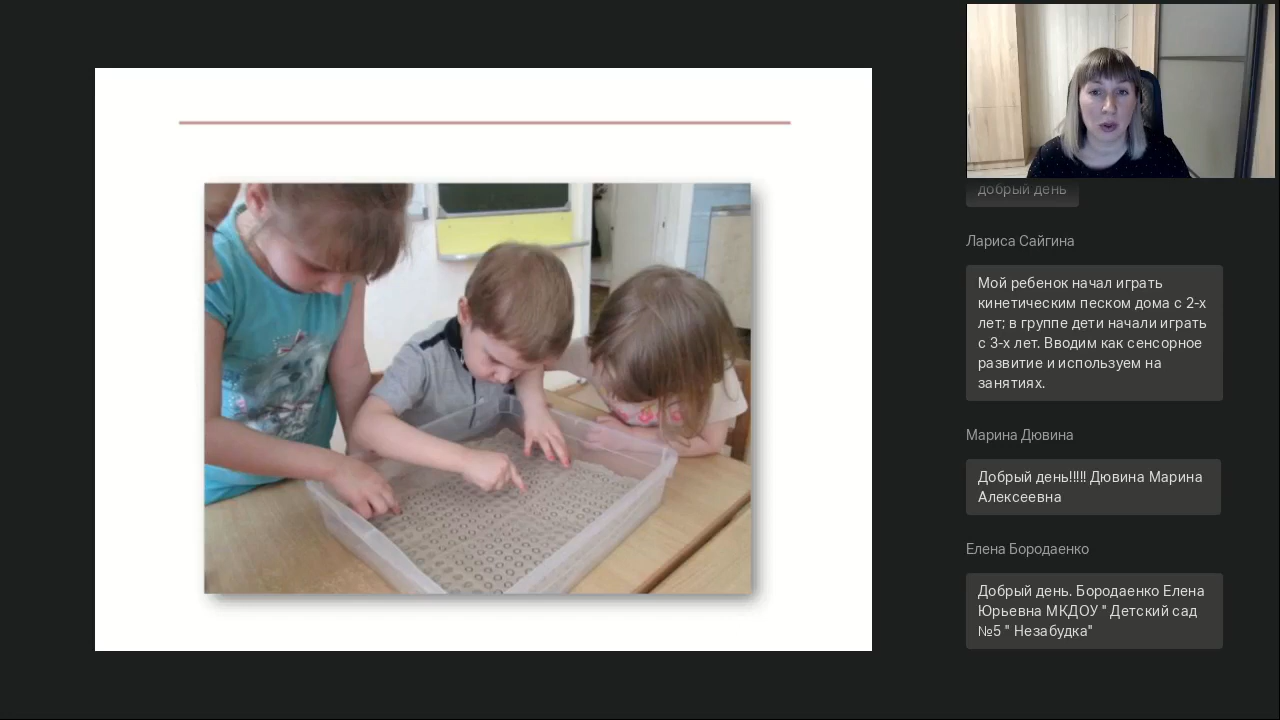 добрый день
Лариса Сайгина
Мой ребенок начал играть
кинетическим песком дома с 2-х
лет; в группе дети начали играть
с 3-х лет. Вводим как сенсорное
развитие и используем на
занятиях.
Марина Дювина
Добрый день!!!!! Дювина Марина
Алексеевна
Елена Бородаенко
Добрый день. Бородаенко Елена
Юрьевна МКДОУ " Детский сад
№5 " Незабудка"